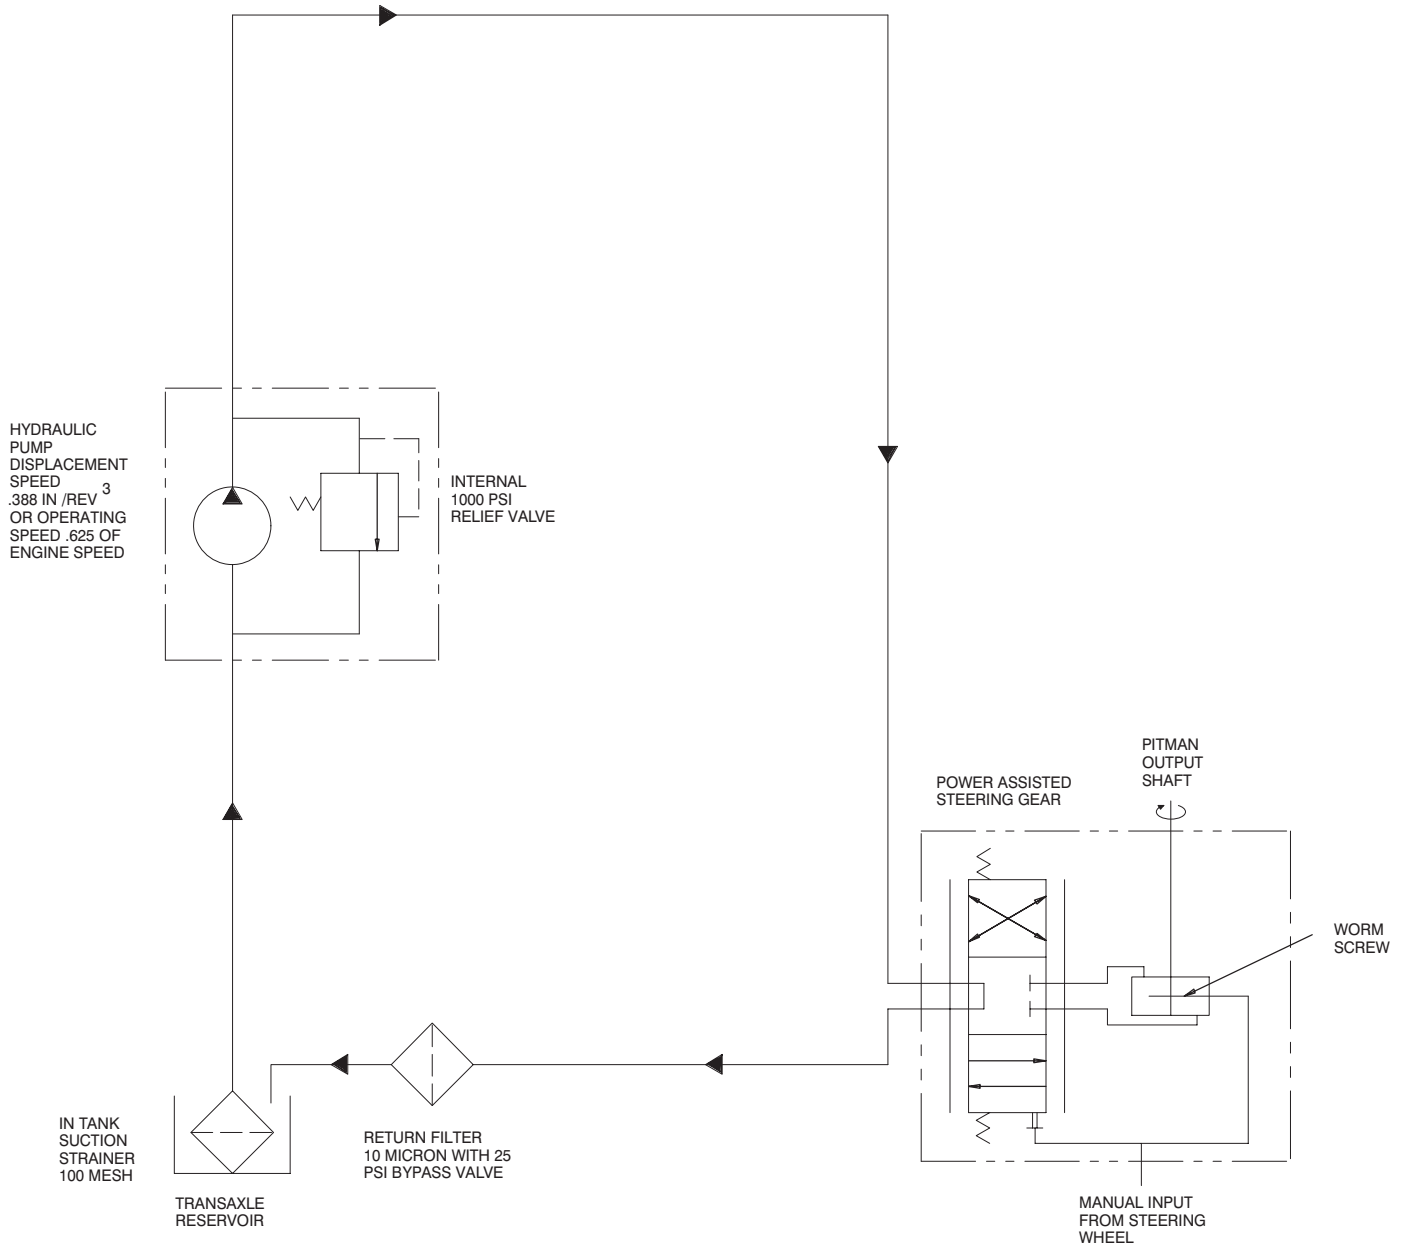 HYDRAULIC
PUMP
DISPLACEMENT
SPEED
.388 IN /REV 3
OR OPERATING
SPEED .625 OF
ENGINE SPEED
INTERNAL
1000 PSI
RELIEF VALVE
PITMAN
OUTPUT
SHAFT
POWER ASSISTED
STEERING GEAR
WORM
SCREW
IN TANK
SUCTION
STRAINER
100 MESH
RETURN FILTER
10 MICRON WITH 25
PSI BYPASS VALVE
TRANSAXLE
RESERVOIR
MANUAL INPUT
FROM STEERING
WHEEL